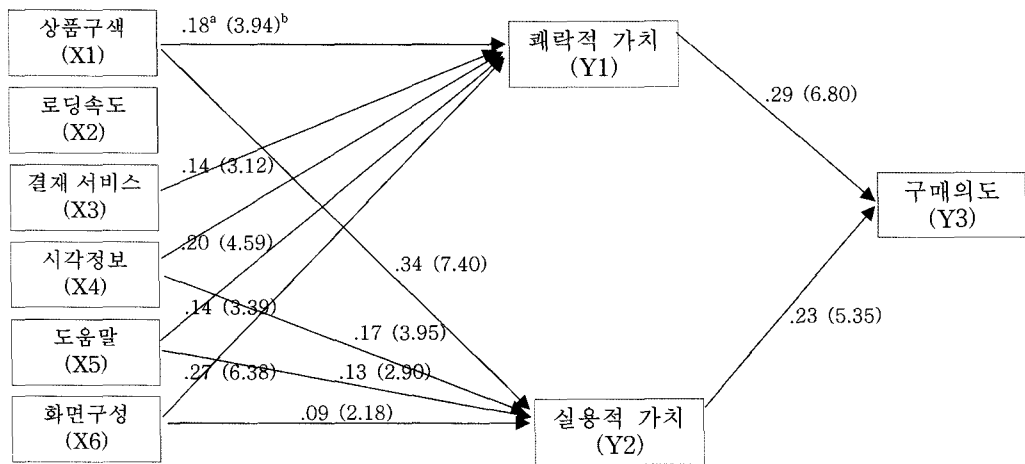 상품구색
(X1)
.18ᵃ (3.94)ᵇ
쾌락적 가치
(Y1)
로딩속도
(X2)
.29 (6.80)
결재 서비스
(X3)
.14 (3.12)
구매의도
(Y3)
시각정보
(X4)
.20 (4.59)
.34 (7.40)
도움말
(X5)
.14 (3.39)
.17 (3.95)
.23 (5.35)
.27 (6.38)
.13 (2.90)
화면구성
(X6)
.09 (2.18)
실용적 가치
(Y2)